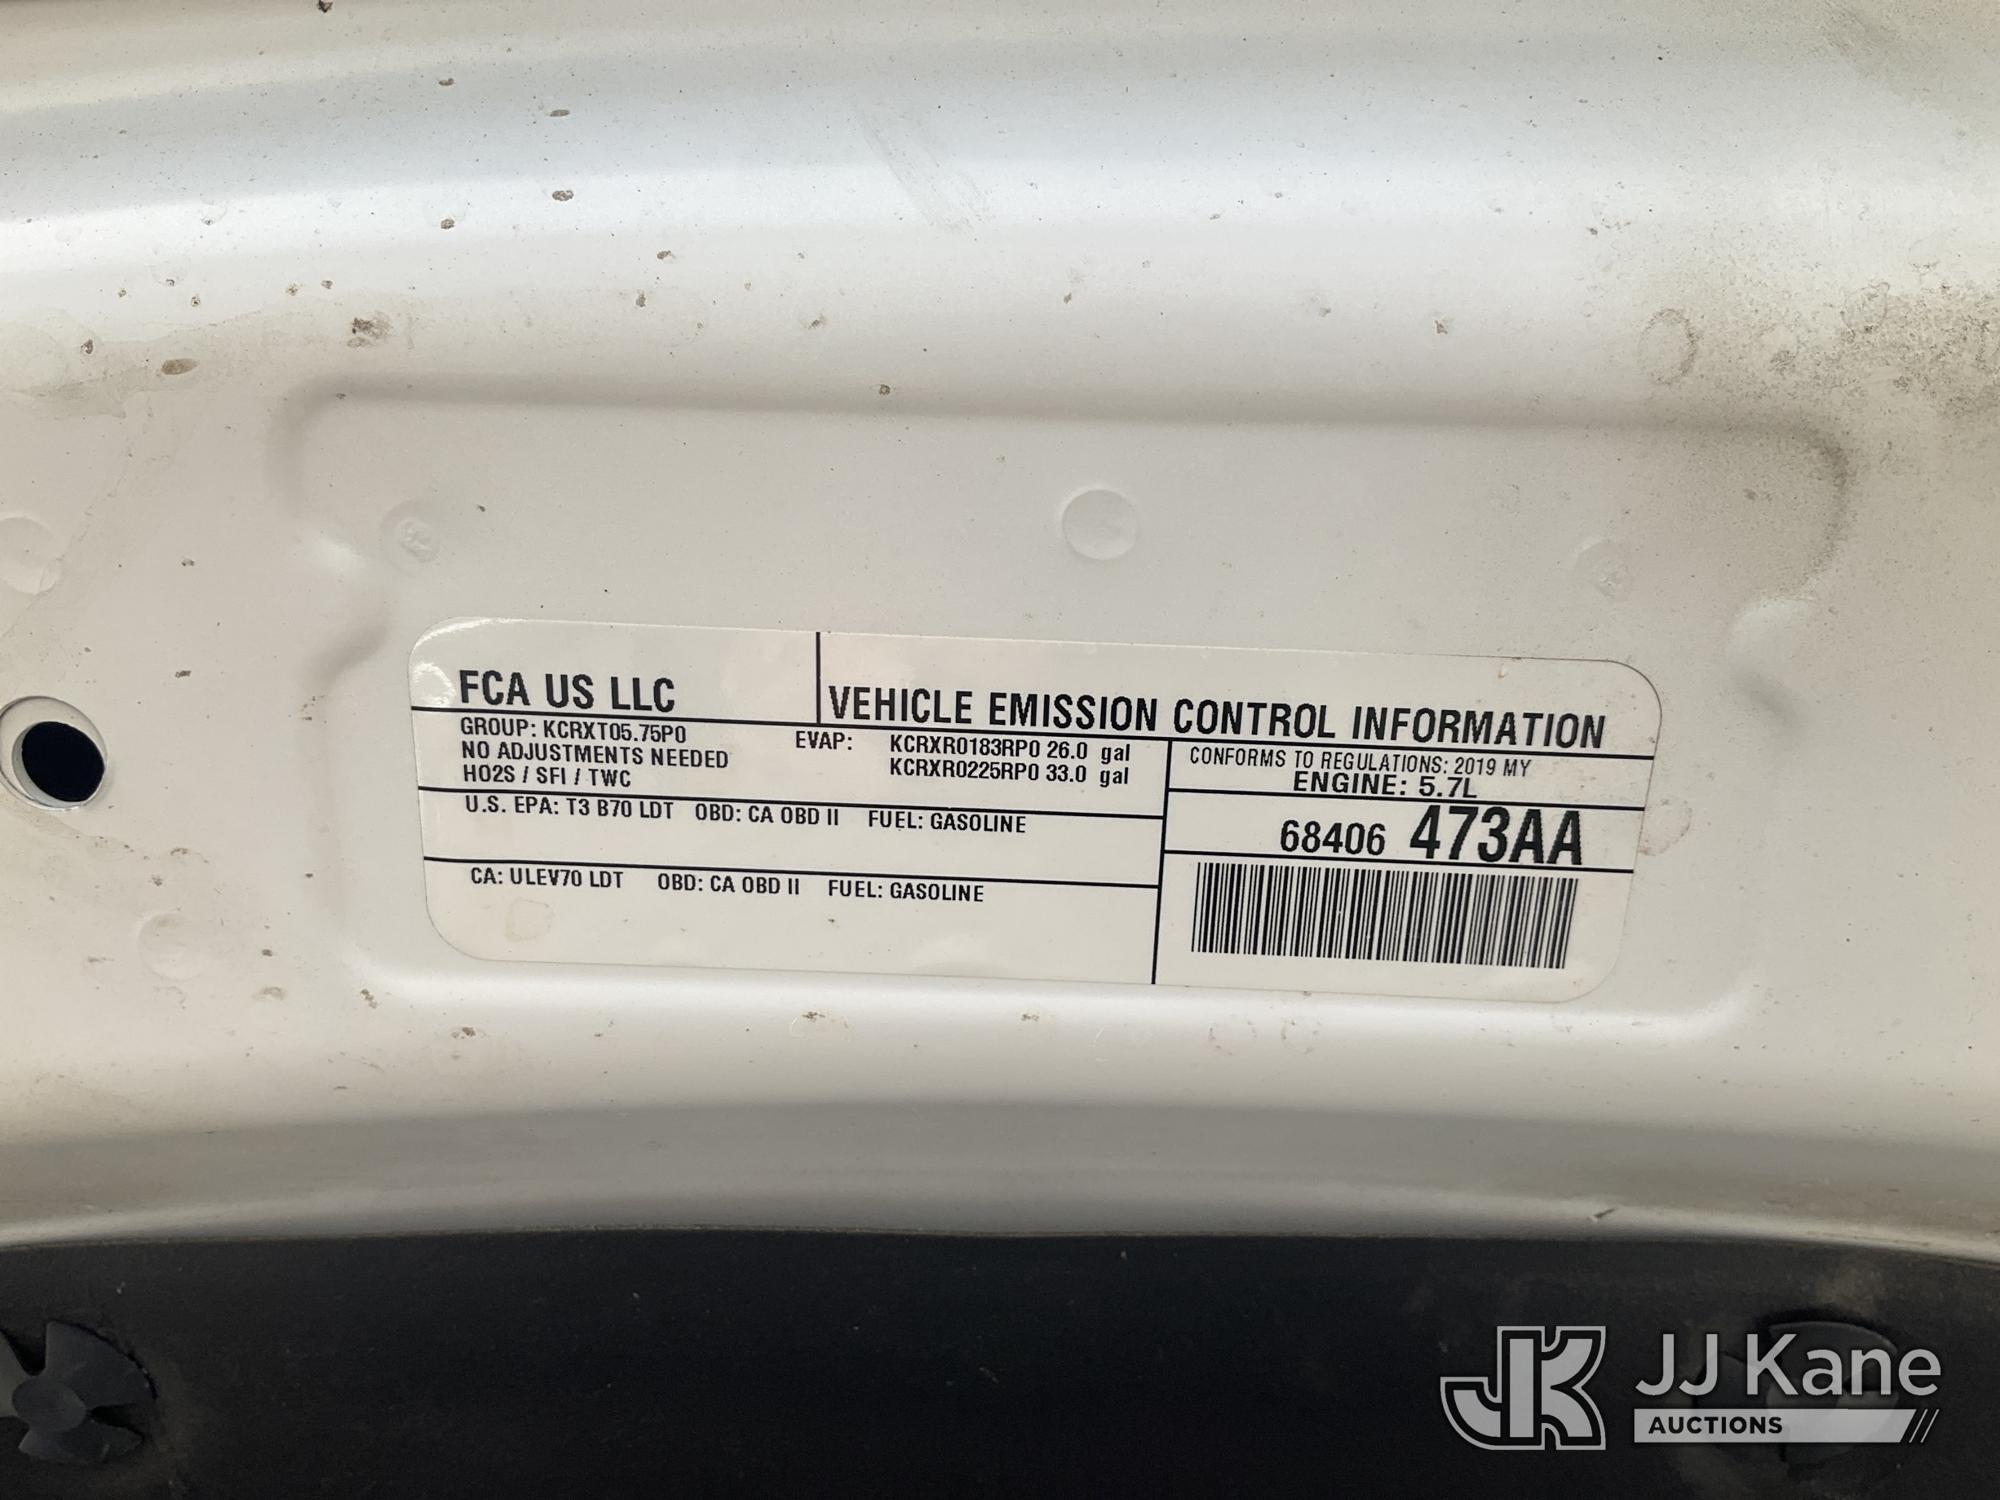 FCA US LLC
VEHICLE EMISSION CONTROL INFORMATION
GROUP: KCRXT05.75P0
NO ADJUSTMENTS NEEDED
HO2S / SFI / TWC
EVAP: KCRXR0183RP0 26.0 gal
KCRXR0225RP0 33.0 gal
CONFORMS TO REGULATIONS: 2019 MY
ENGINE: 5.7L
U.S. EPA: T3 B70 LDT OBD: CA OBD II FUEL: GASOLINE
68406 473AA
CA: ULEV70 LDT OBD: CA OBD II FUEL: GASOLINE
JK
JJ Kane
AUCTIONS